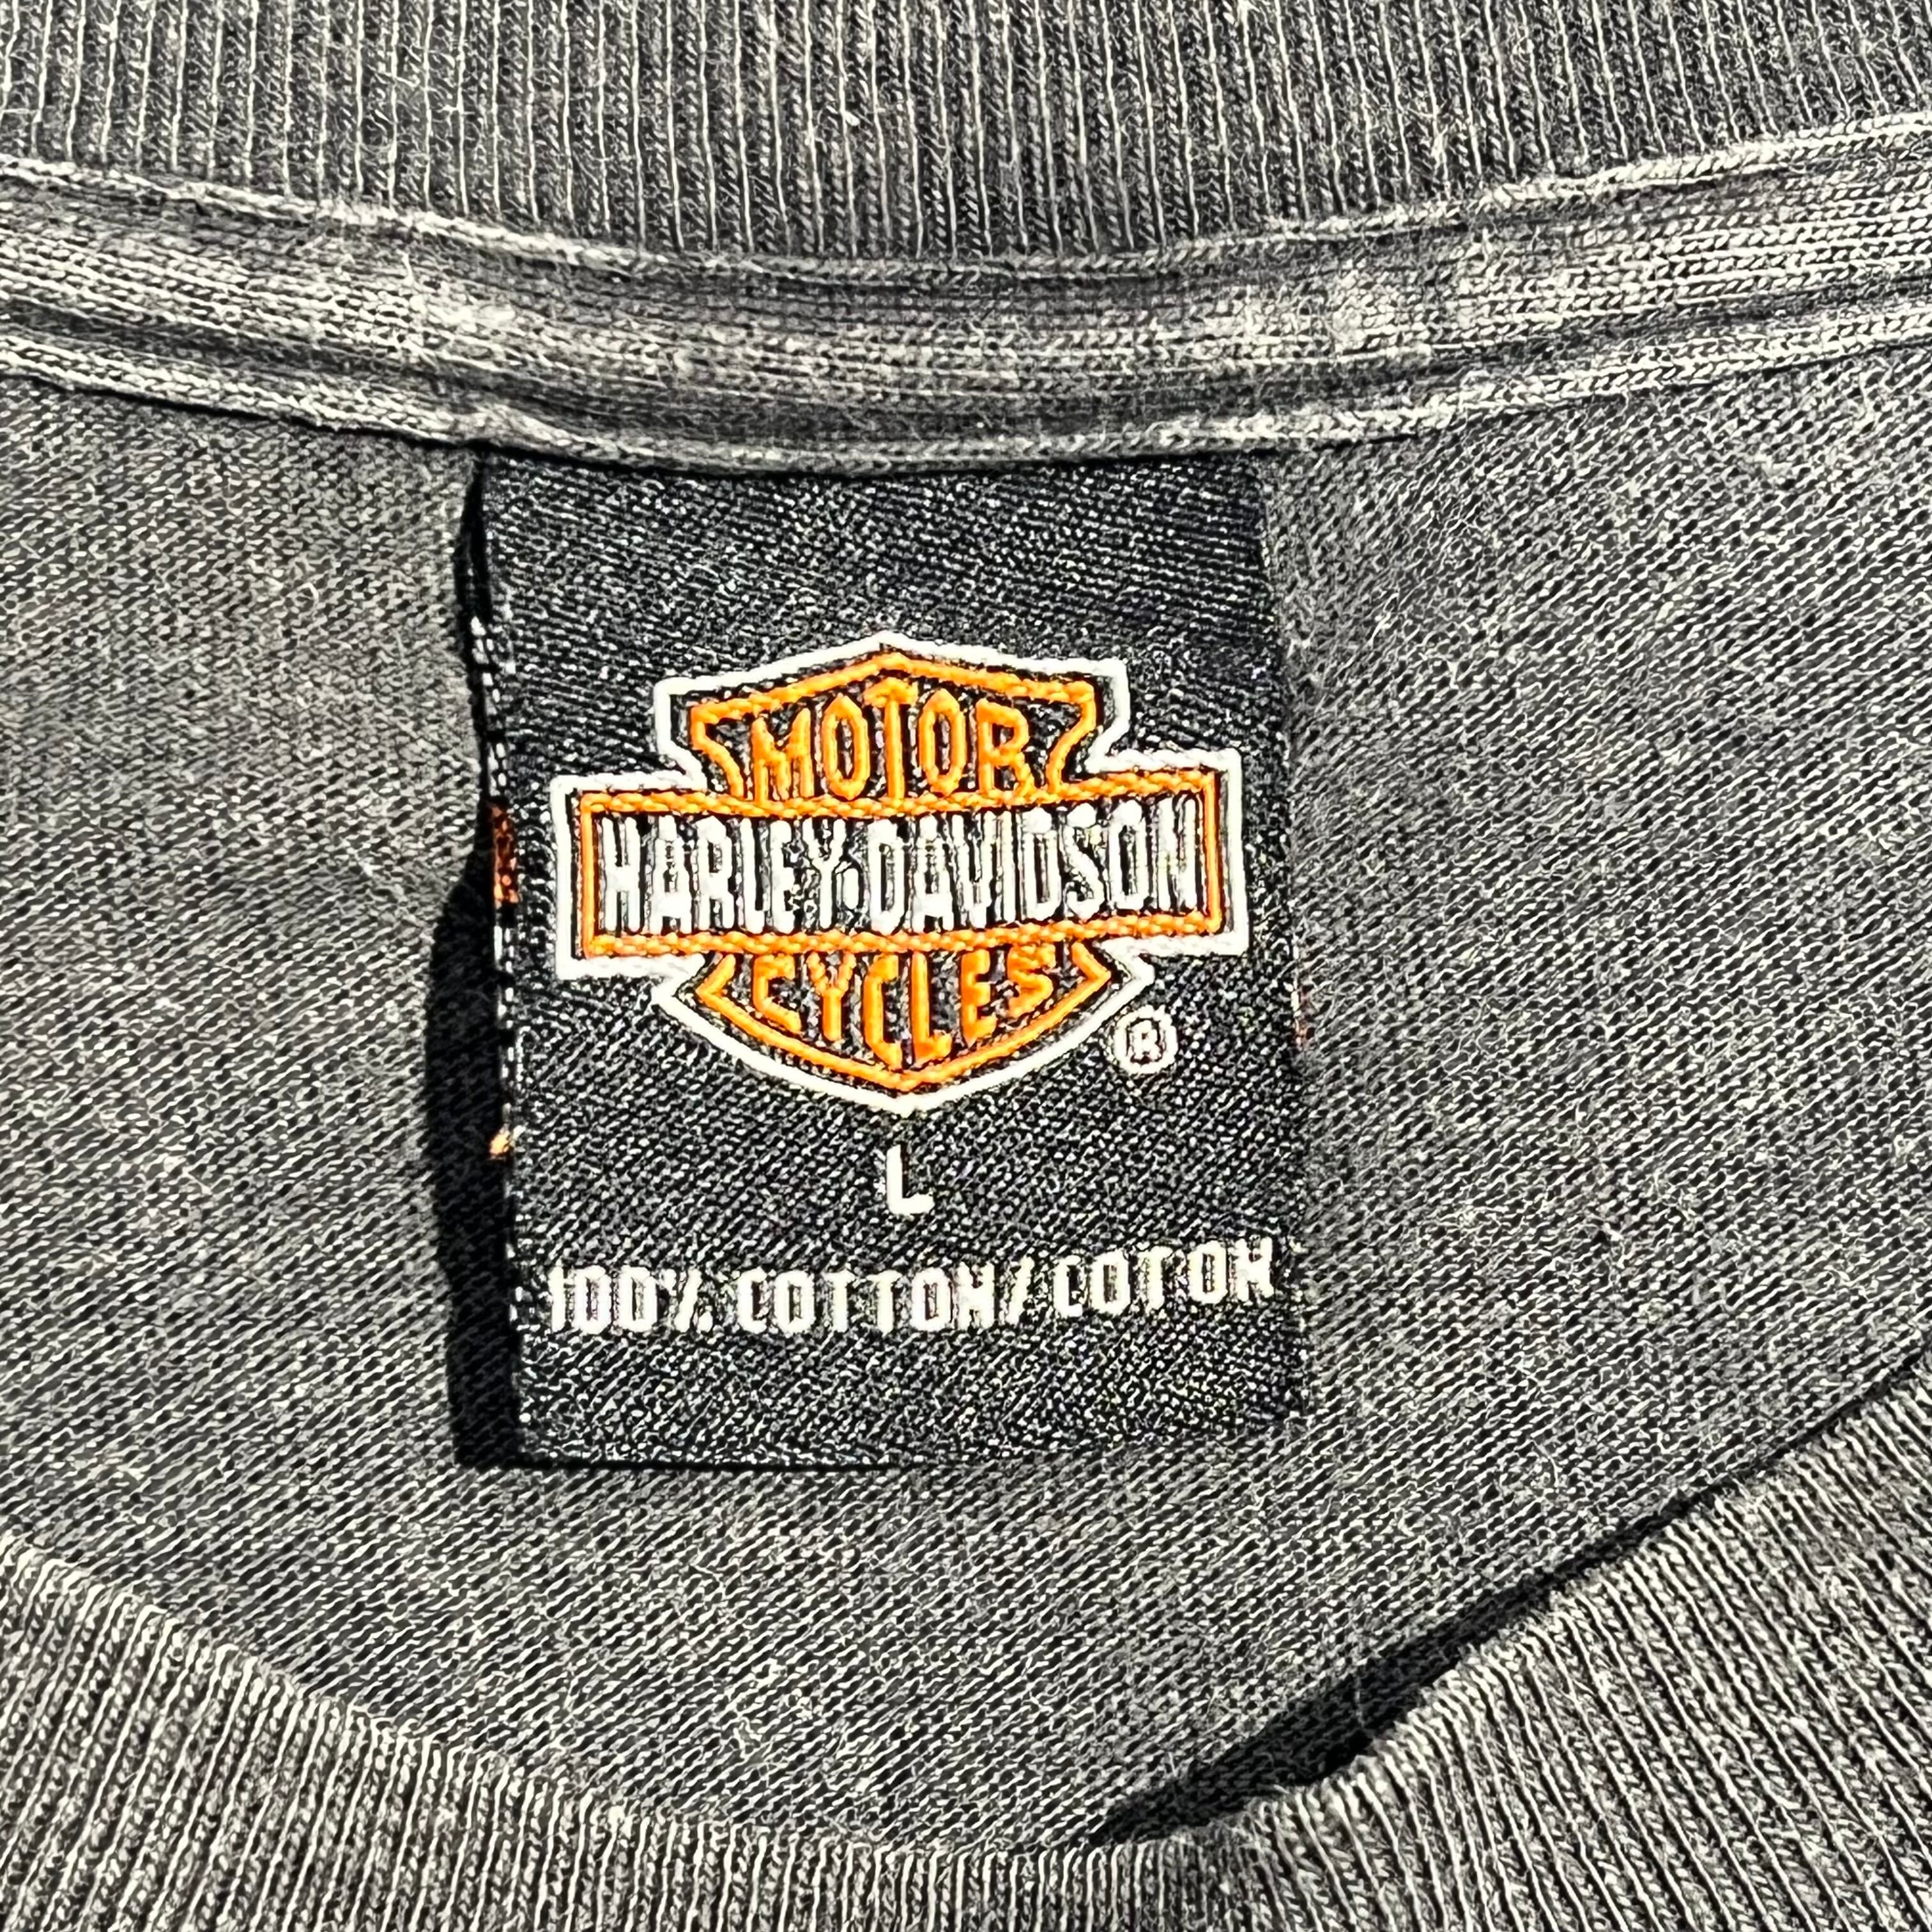 MOTOR
HARLEY-DAVIDSON
CYCLES
®
L
100% COTTON/COTON